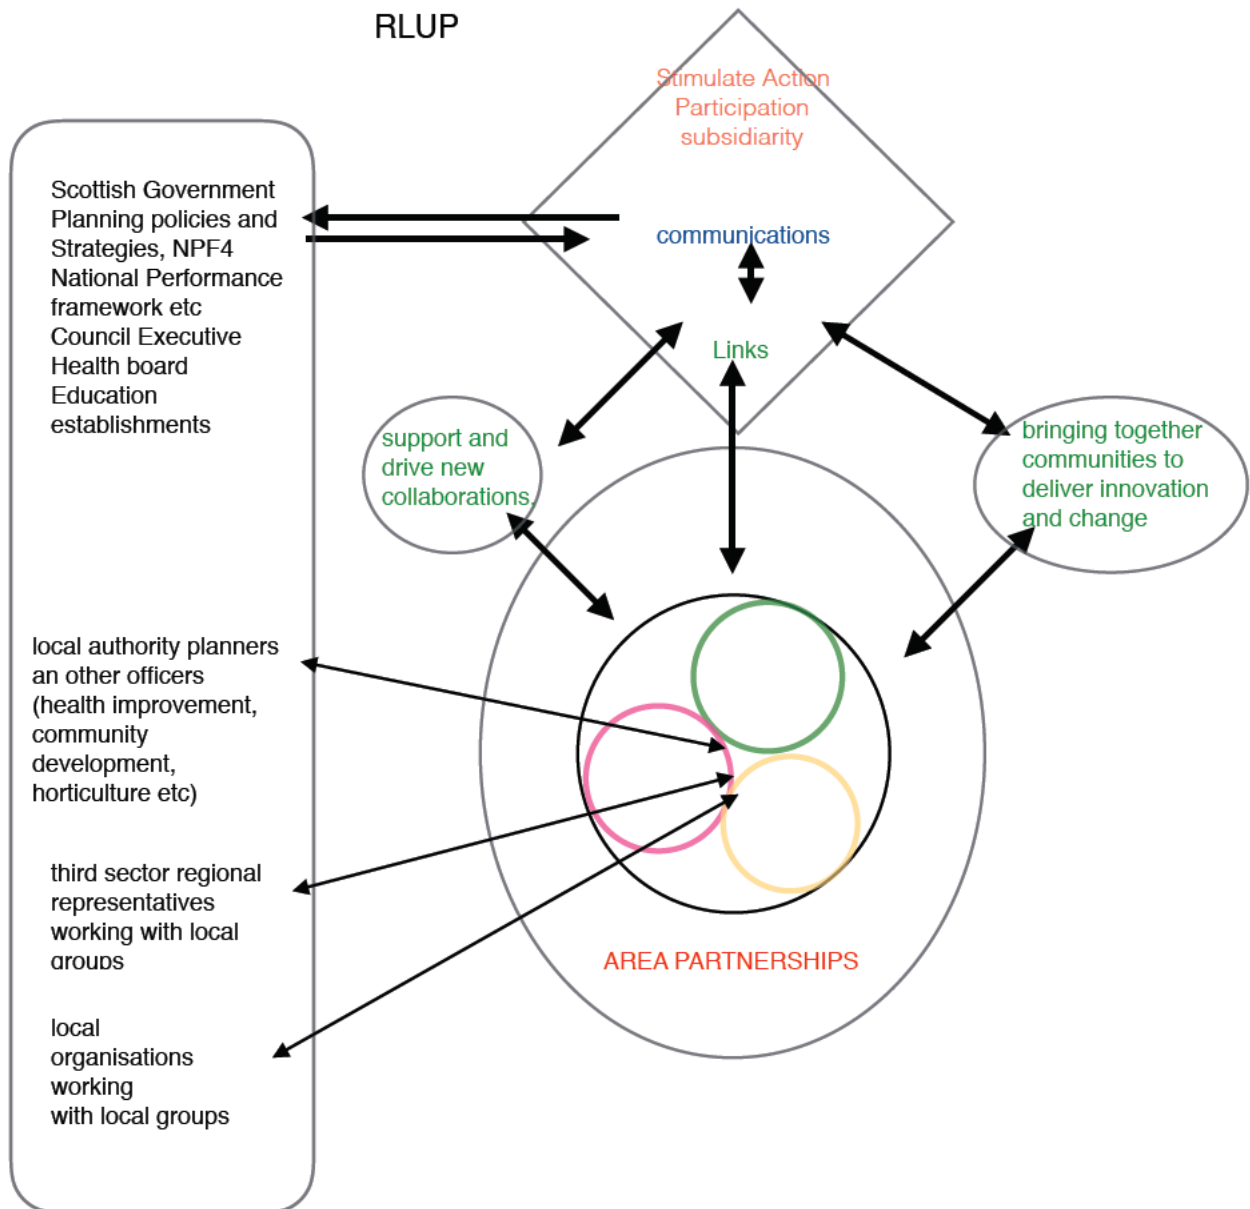 RLUP
Stimulate Action
Participation
subsidiarity
communications
Links
Scottish Government
Planning policies and
Strategies, NPF4
National Performance
framework etc
Council Executive
Health board
Education
establishments
support and
drive new
collaborations,
bringing together
communities to
deliver innovation
and change
local authority planners
an other officers
(health improvement,
community
development,
horticulture etc)
third sector regional
representatives
working with local
groups
local
organisations
working
with local groups
AREA PARTNERSHIPS